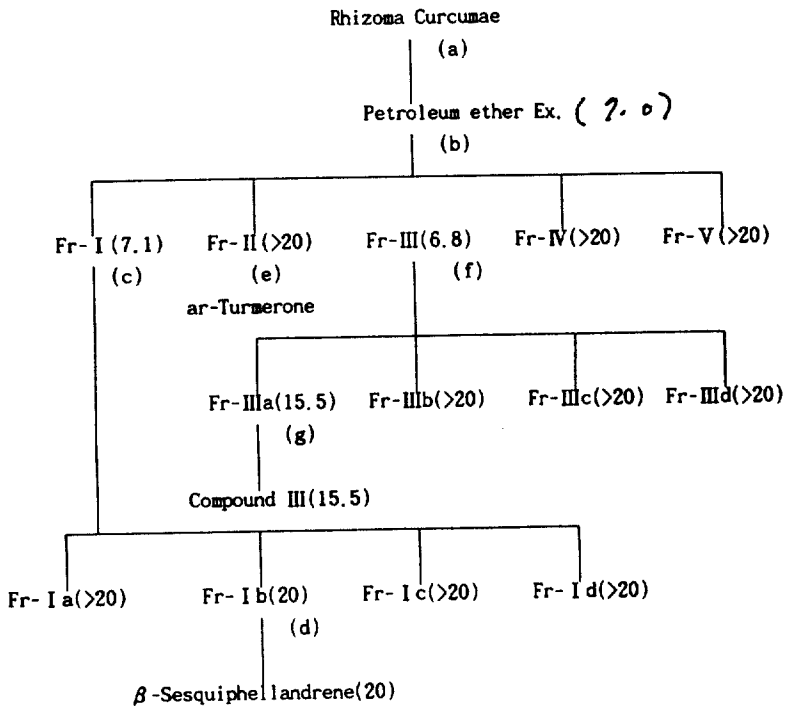 Rhizoma Curcumae
(a)
Petroleum ether Ex. (7.0)
(b)
Fr-I(7.1) Fr-II(>20) Fr-III(6.8) Fr-IV(>20) Fr-V(>20)
(c) (e) (f)
ar-Turmerone
Fr-IIIa(15.5) Fr-IIIb(>20) Fr-IIIc(>20) Fr-IIId(>20)
(g)
Compound III(15.5)
Fr-Ia(>20) Fr-Ib(20) Fr-Ic(>20) Fr-Id(>20)
(d)
β-Sesquiphellandrene(20)